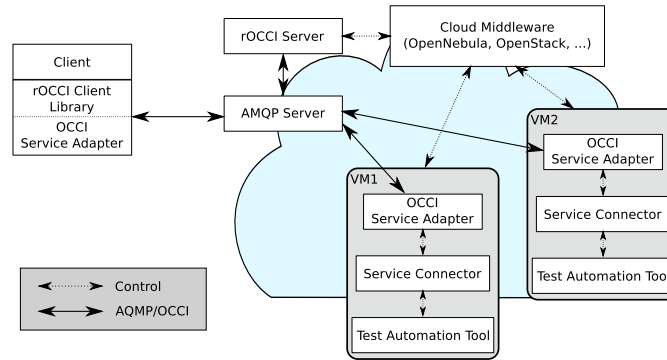 rOCCI Server
Cloud Middleware
(OpenNebula, OpenStack, ...)
Client
rOCCI Client
Library
OCCI
Service Adapter
AMQP Server
VM2
OCCI
Service Adapter
Service Connector
Test Automation Tool
VM1
OCCI
Service Adapter
Service Connector
Test Automation Tool
Control
AQMP/OCCI